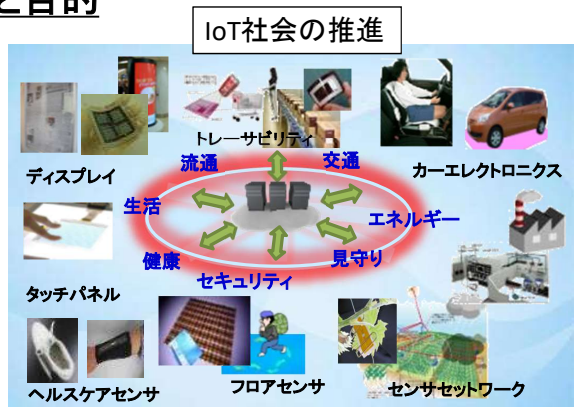 と目的
IoT社会の推進
トレーサビリティ
流通
交通
ディスプレイ
カーエレクトロニクス
生活
エネルギー
健康
見守り
セキュリティ
タッチパネル
ヘルスケアセンサ
フロアセンサ
センサセットワーク